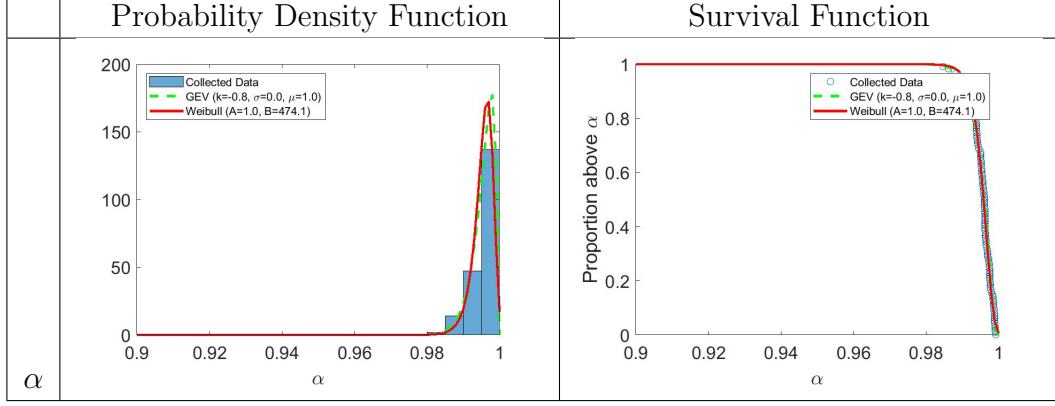 Probability Density Function
Survival Function
200
150
100
50
0
0.9
0.92
0.94
0.96
0.98
1
α
Collected Data
GEV (k=-0.8, σ=0.0, μ=1.0)
Weibull (A=1.0, B=474.1)
Proportion above α
1
0.8
0.6
0.4
0.2
0
0.9
0.92
0.94
0.96
0.98
1
α
Collected Data
GEV (k=-0.8, σ=0.0, μ=1.0)
Weibull (A=1.0, B=474.1)
α